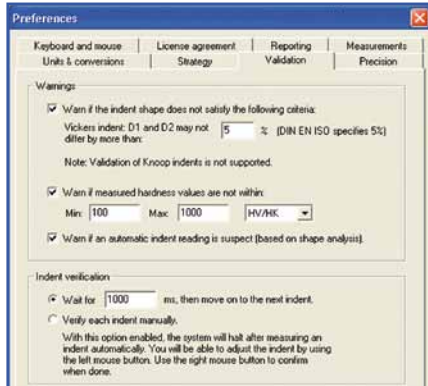 Preferences
Keyboard and mouse License agreement Reporting Measurements
Units & conversions Strategy Validation Precision
Warnings
Warn if the indent shape does not satisfy the following criteria:
Vickers indent: D1 and D2 may not
differ by more than: 5 % (DIN EN ISO specifies 5%)
Note: Validation of Knoop indents is not supported.
Warn if measured hardness values are not within:
Min: 100 Max: 1000 HV/HK
Warn if an automatic indent reading is suspect (based on shape analysis).
Indent verification
Wait for 1000 ms, then move on to the next indent.
Verify each indent manually.
With this option enabled, the system will halt after measuring an
indent automatically. You will be able to adjust the indent by using
the left mouse button. Use the right mouse button to confirm
when done.